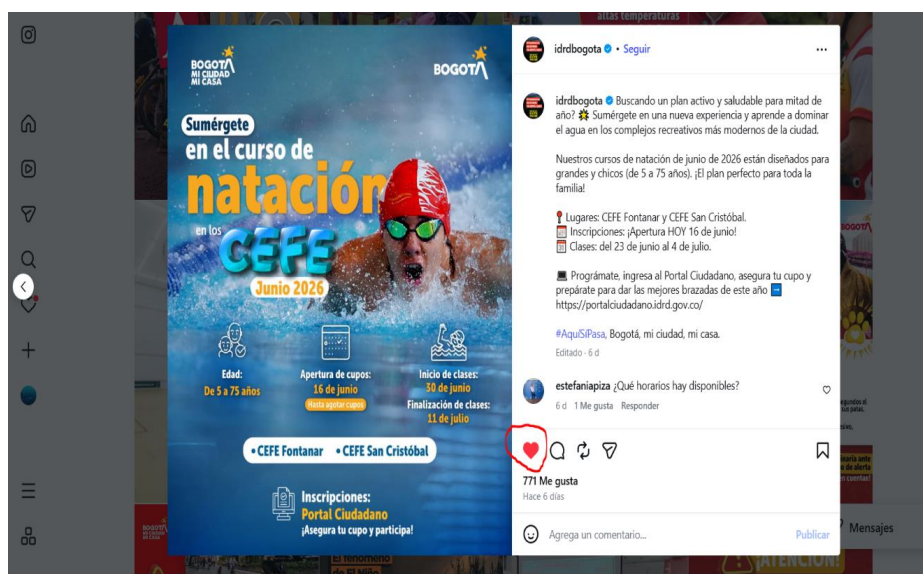 altas temperaturas
BOGOTÁ
MI CIUDAD
MI CASA
BOGOTÁ
Sumérgete
en el curso de
natación
en los
CEFE
Junio 2026
Edad:
De 5 a 75 años
Apertura de cupos:
16 de junio
Hasta agotar cupos
Inicio de clases:
30 de junio
Finalización de clases:
11 de julio
• CEFE Fontanar • CEFE San Cristóbal
Inscripciones:
Portal Ciudadano
¡Asegura tu cupo y participa!
idrdbogota • Seguir
idrdbogota Buscando un plan activo y saludable para mitad de
año? Sumérgete en una nueva experiencia y aprende a dominar
el agua en los complejos recreativos más modernos de la ciudad.
Nuestros cursos de natación de junio de 2026 están diseñados para
grandes y chicos (de 5 a 75 años). ¡El plan perfecto para toda la
familia!
Lugares: CEFE Fontanar y CEFE San Cristóbal.
Inscripciones: ¡Apertura HOY 16 de junio!
Clases: del 23 de junio al 4 de julio.
Prográmate, ingresa al Portal Ciudadano, asegura tu cupo y
prepárate para dar las mejores brazadas de este año
https://portalciudadano.idrd.gov.co/
#AquíSíPasa, Bogotá, mi ciudad, mi casa.
Editado · 6 d
estefaniapiza ¿Qué horarios hay disponibles?
6 d 1 Me gusta Responder
771 Me gusta
Hace 6 días
Agrega un comentario... Publicar
Mensajes
El fenómeno
de El Niño
¡ATENCIÓN!